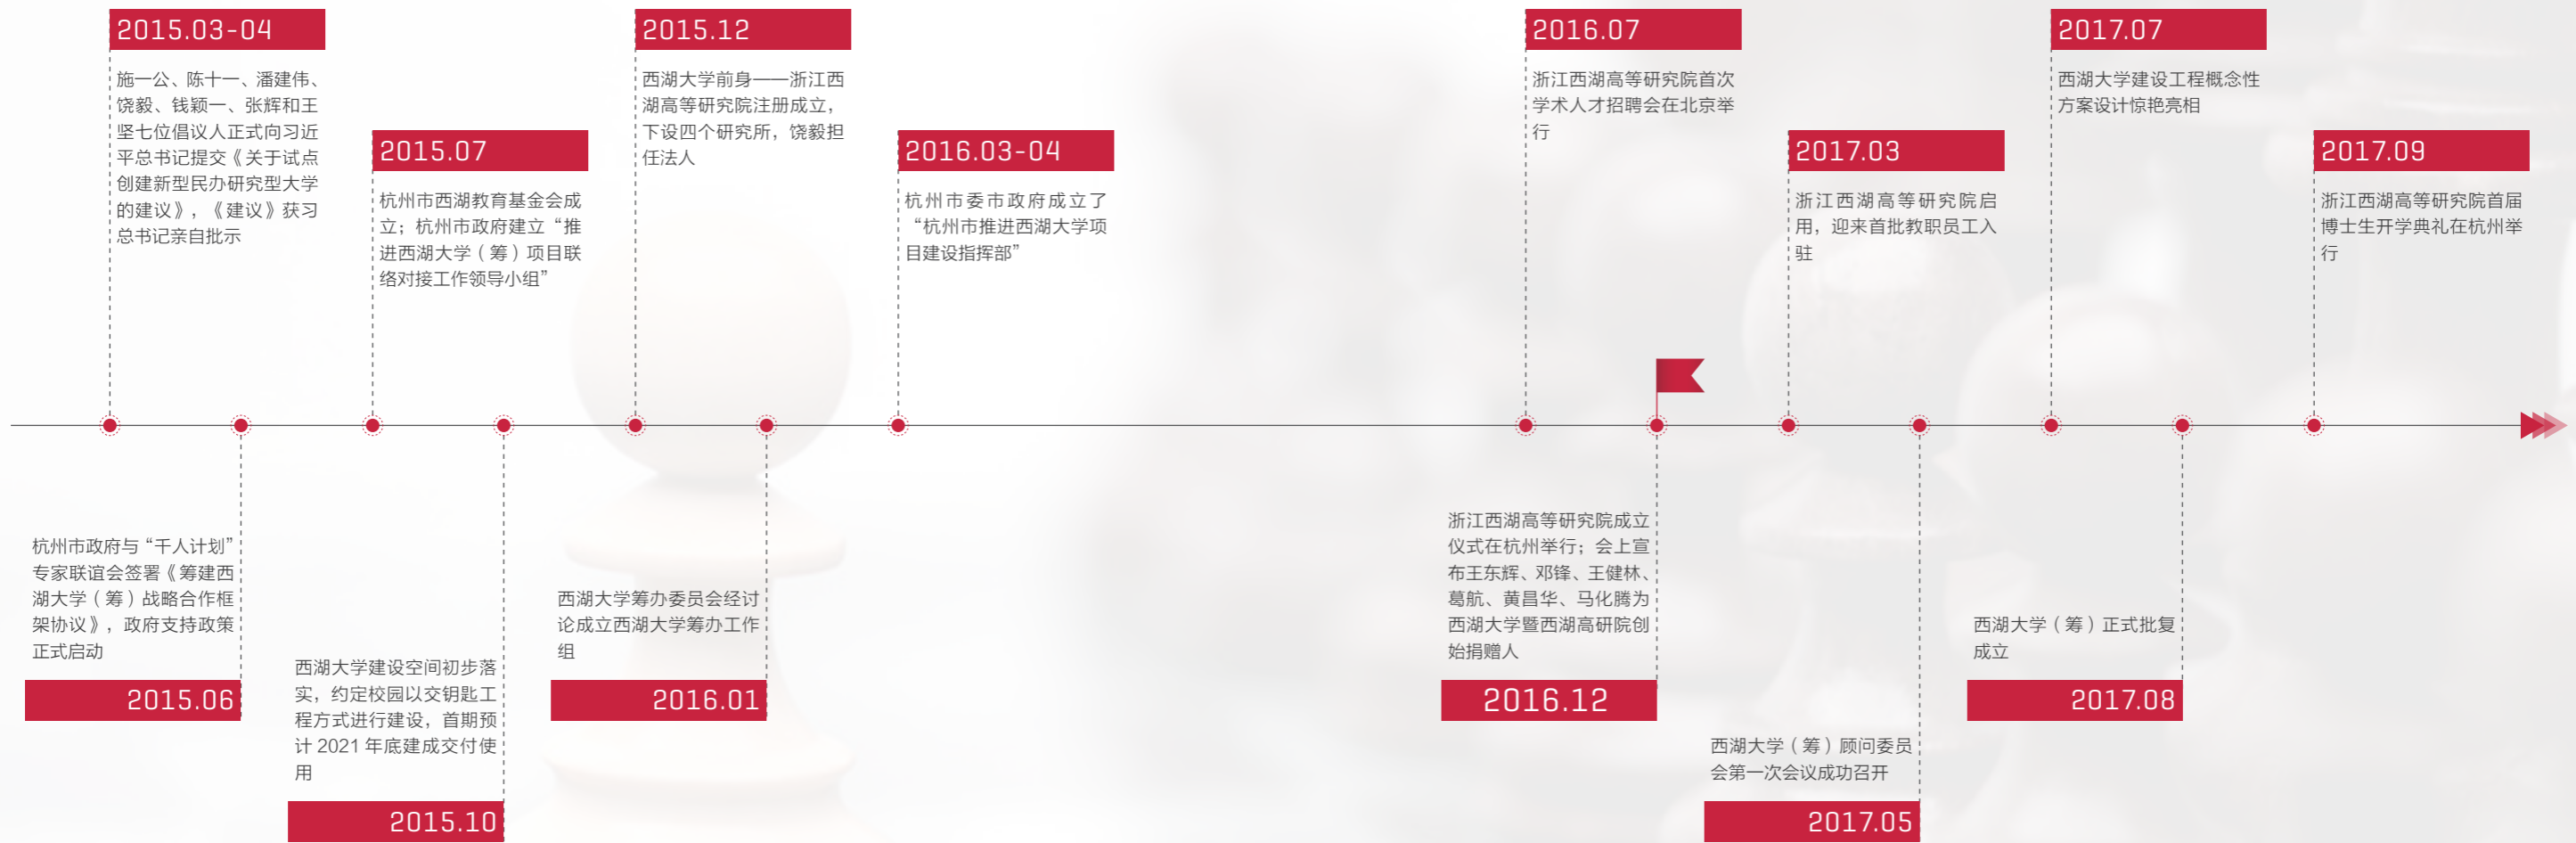 2015.03-04
施一公、陈十一、潘建伟、
饶毅、钱颖一、张辉和王
坚七位倡议人正式向习近
平总书记提交《关于试点
创建新型民办研究型大学
的建议》，《建议》获习
总书记亲自批示
杭州市政府与“千人计划”
专家联谊会签署《筹建西
湖大学（筹）战略合作框
架协议》，政府支持政策
正式启动
2015.06
2015.07
杭州市西湖教育基金会成
立；杭州市政府建立“推
进西湖大学（筹）项目联
络对接工作领导小组”
西湖大学建设空间初步落
实，约定校园以交钥匙工
程方式进行建设，首期预
计 2021 年底建成交付使
用
2015.10
2015.12
西湖大学前身——浙江西
湖高等研究院注册成立，
下设四个研究所，饶毅担
任法人
西湖大学筹办委员会经讨
论成立西湖大学筹办工作
组
2016.01
2016.03-04
杭州市委市政府成立了
“杭州市推进西湖大学项
目建设指挥部”
2016.07
浙江西湖高等研究院首次
学术人才招聘会在北京举
行
浙江西湖高等研究院成立
仪式在杭州举行；会上宣
布王东辉、邓锋、王健林、
葛航、黄昌华、马化腾为
西湖大学暨西湖高研院创
始捐赠人
2016.12
2017.03
浙江西湖高等研究院启
用，迎来首批教职员工入
驻
西湖大学（筹）顾问委员
会第一次会议成功召开
2017.05
2017.07
西湖大学建设工程概念性
方案设计惊艳亮相
西湖大学（筹）正式批复
成立
2017.08
2017.09
浙江西湖高等研究院首届
博士生开学典礼在杭州举
行